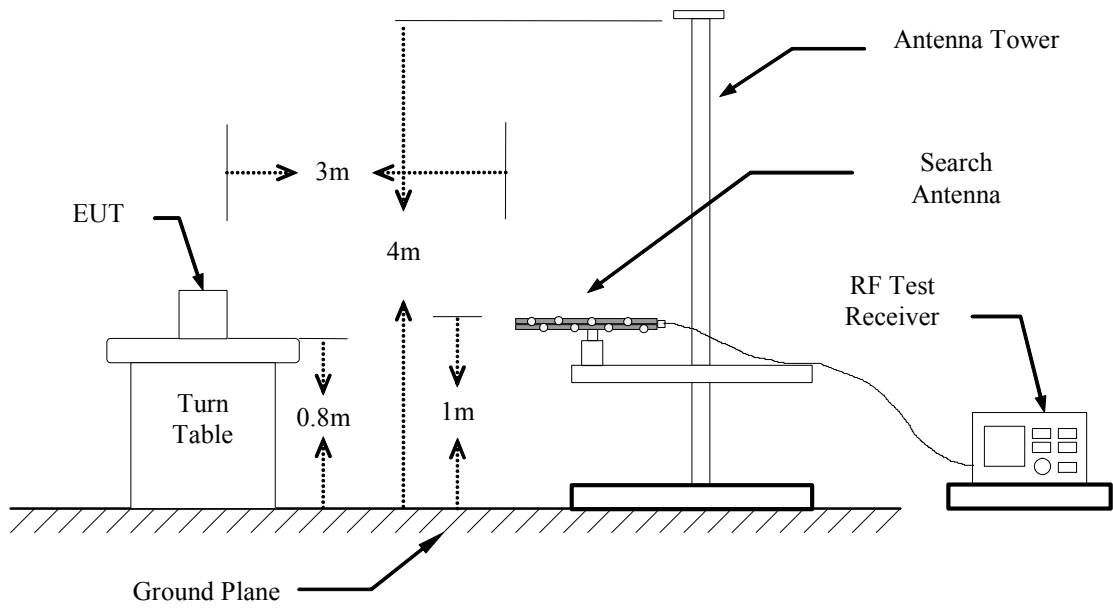 Antenna Tower
3m
Search
Antenna
EUT
4m
RF Test
Receiver
Turn
Table
0.8m
1m
Ground Plane